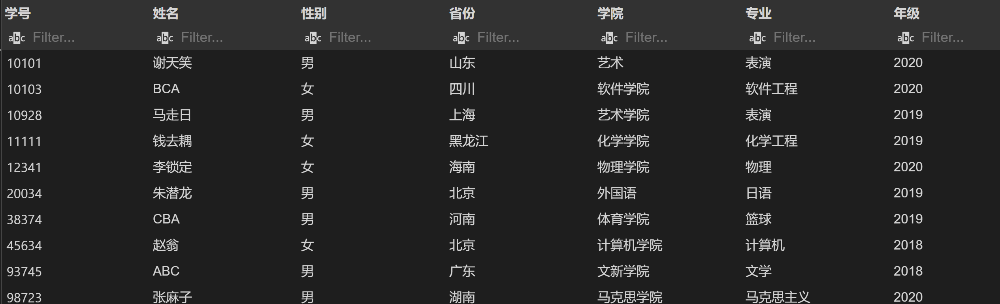 学号 姓名 性别 省份 学院 专业 年级
abc Filter... abc Filter... abc Filter... abc Filter... abc Filter... abc Filter... abc Filter...
10101 谢天笑 男 山东 艺术 表演 2020
10103 BCA 女 四川 软件学院 软件工程 2020
10928 马走日 男 上海 艺术学院 表演 2019
11111 钱去耦 女 黑龙江 化学学院 化学工程 2019
12341 李锁定 女 海南 物理学院 物理 2020
20034 朱潜龙 男 北京 外国语 日语 2019
38374 CBA 男 河南 体育学院 篮球 2019
45634 赵翁 女 北京 计算机学院 计算机 2018
93745 ABC 男 广东 文新学院 文学 2018
98723 张麻子 男 湖南 马克思学院 马克思主义 2020